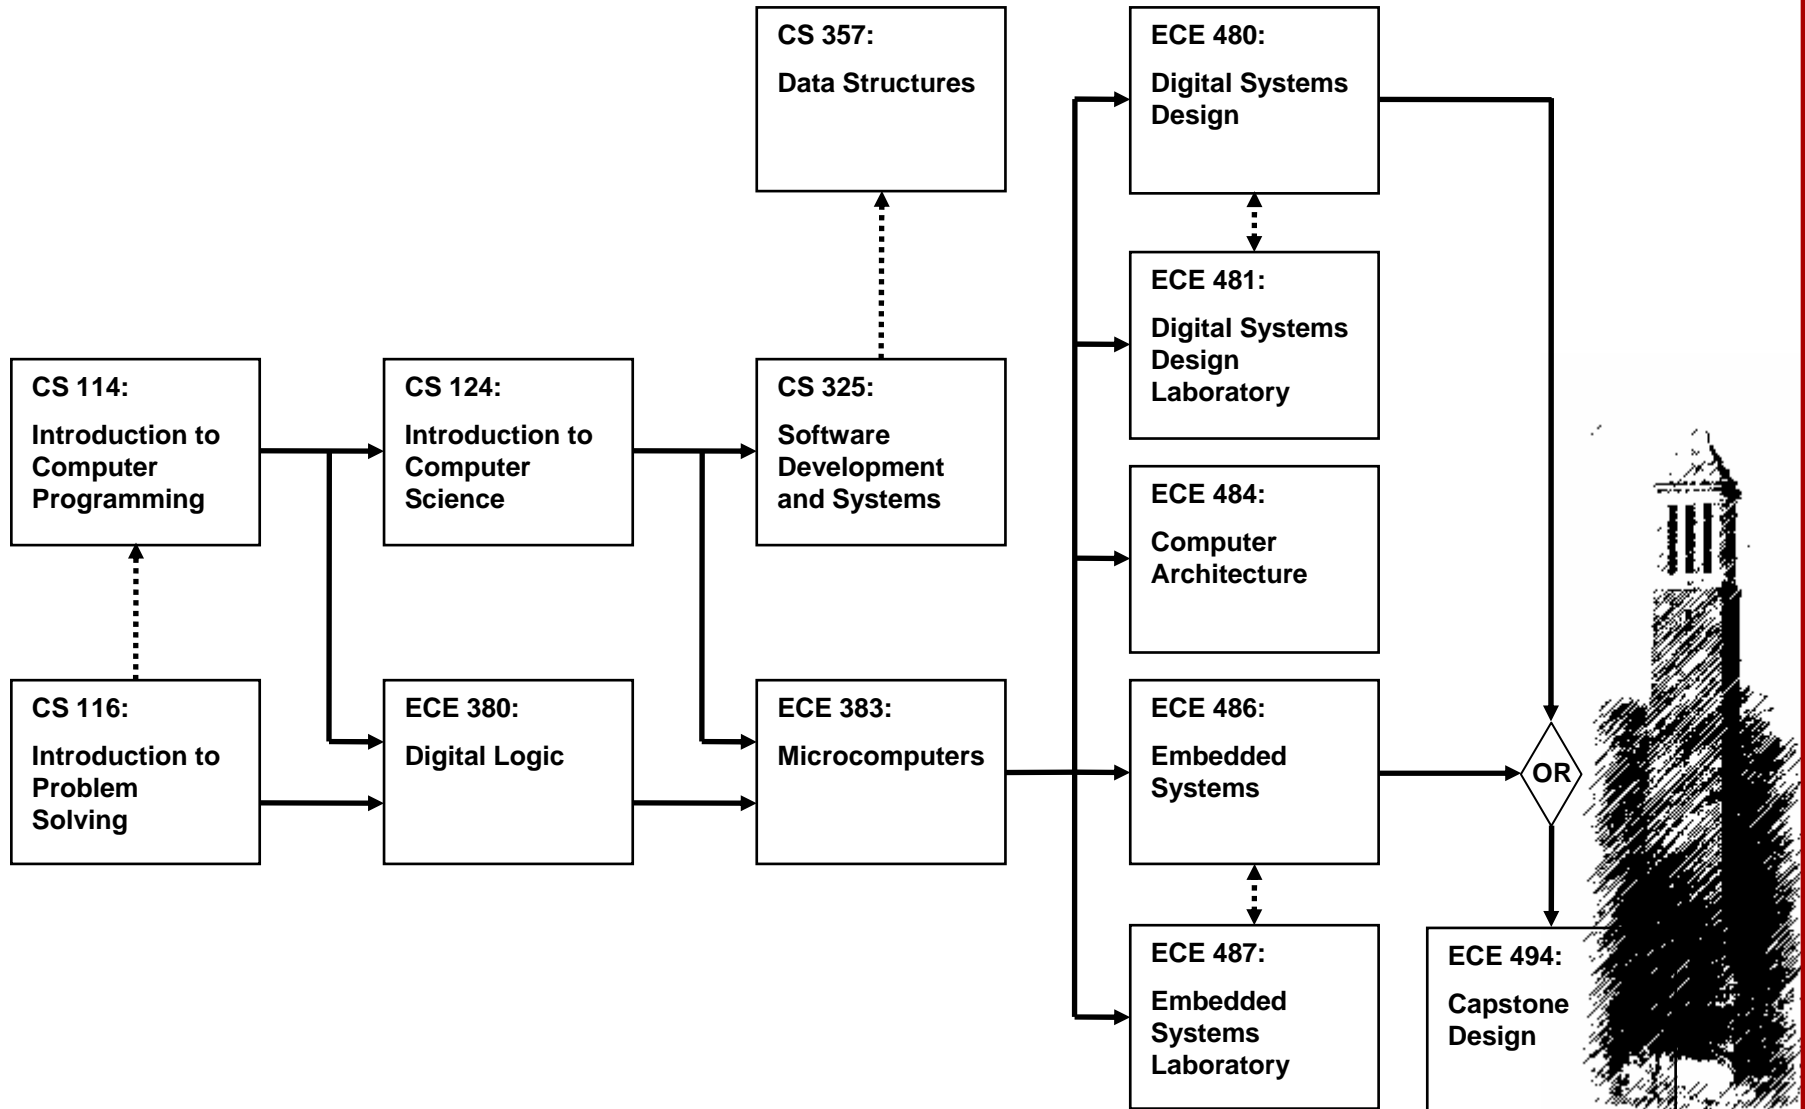 CS 357:
Data Structures
ECE 480:
Digital Systems
Design
ECE 481:
Digital Systems
Design
Laboratory
CS 114:
Introduction to
Computer
Programming
CS 124:
Introduction to
Computer
Science
CS 325:
Software
Development
and Systems
ECE 484:
Computer
Architecture
CS 116:
Introduction to
Problem
Solving
ECE 380:
Digital Logic
ECE 383:
Microcomputers
ECE 486:
Embedded
Systems
OR
ECE 487:
Embedded
Systems
Laboratory
ECE 494:
Capstone
Design